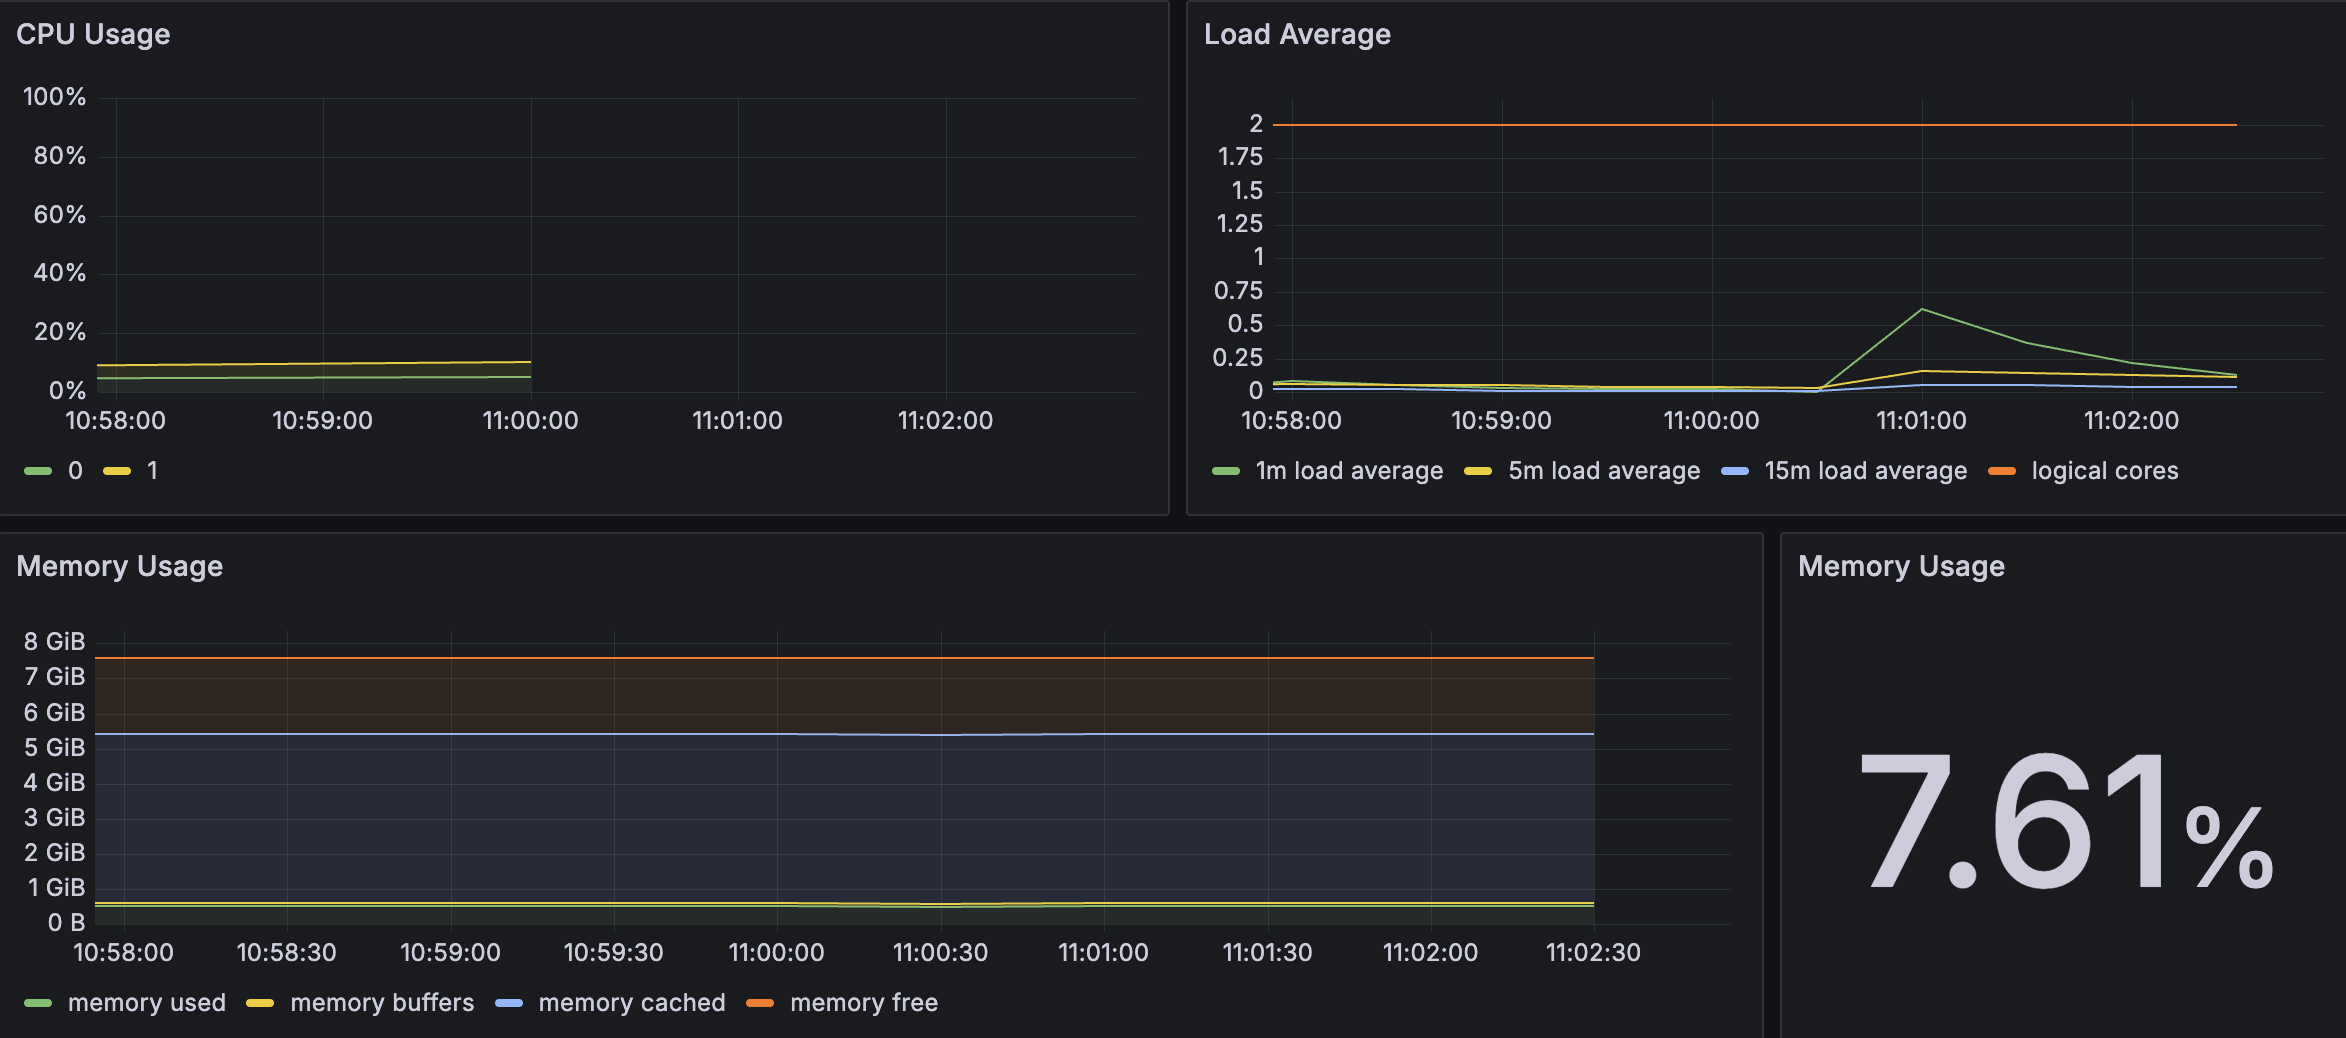 CPU Usage
100%
80%
60%
40%
20%
0%
10:58:00 10:59:00 11:00:00 11:01:00 11:02:00
0 1
Load Average
2
1.75
1.5
1.25
1
0.75
0.5
0.25
0
10:58:00 10:59:00 11:00:00 11:01:00 11:02:00
1m load average 5m load average 15m load average logical cores
Memory Usage
8 GiB
7 GiB
6 GiB
5 GiB
4 GiB
3 GiB
2 GiB
1 GiB
0 B
10:58:00 10:58:30 10:59:00 10:59:30 11:00:00 11:00:30 11:01:00 11:01:30 11:02:00 11:02:30
memory used memory buffers memory cached memory free
Memory Usage
7.61%